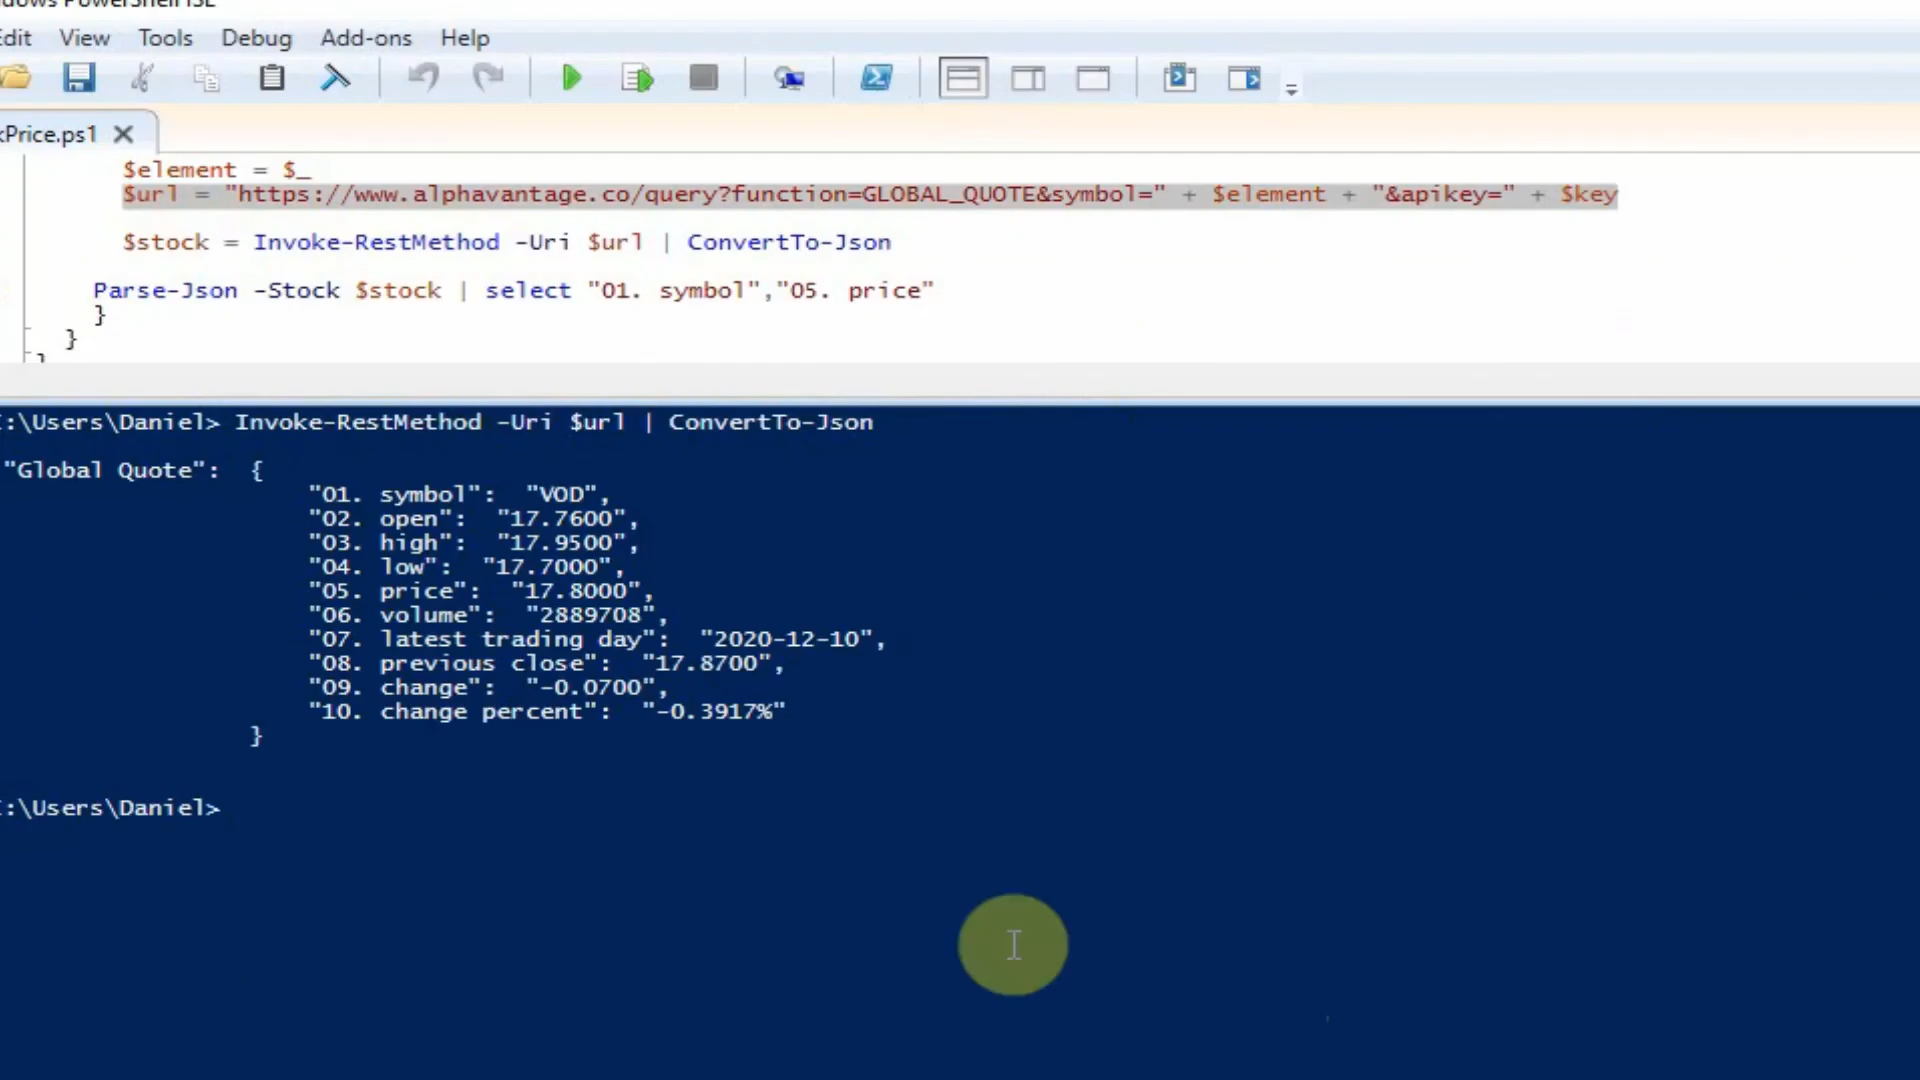 ndows PowerShell ISE
Edit View Tools Debug Add-ons Help
kPrice.ps1
$element = $_
$url = "https://www.alphavantage.co/query?function=GLOBAL_QUOTE&symbol=" + $element + "&apikey=" + $key
$stock = Invoke-RestMethod -Uri $url | ConvertTo-Json
Parse-Json -Stock $stock | select "01. symbol","05. price"
}
}
:\Users\Daniel> Invoke-RestMethod -Uri $url | ConvertTo-Json
"Global Quote":  {
"01. symbol":  "VOD",
"02. open":  "17.7600",
"03. high":  "17.9500",
"04. low":  "17.7000",
"05. price":  "17.8000",
"06. volume":  "2889708",
"07. latest trading day":  "2020-12-10",
"08. previous close":  "17.8700",
"09. change":  "-0.0700",
"10. change percent":  "-0.3917%"
}
:\Users\Daniel>